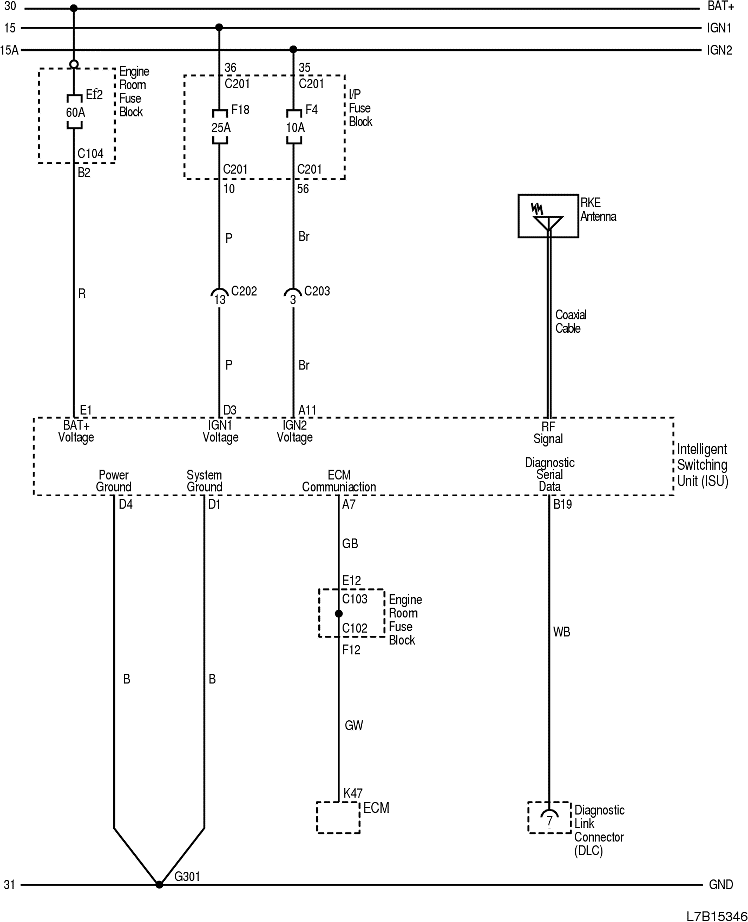 30 BAT+
15 IGN1
15A IGN2
Engine
Room
Fuse
Block
Ef2
60A
C104
B2
36 35
C201 C201
I/P
Fuse
Block
F18 F4
25A 10A
C201 C201
10 56
RKE
Antenna
P Br
R
C202 C203
13 3
Coaxial
Cable
P Br
E1 D3 A11
BAT+
Voltage
IGN1
Voltage
IGN2
Voltage
RF
Signal
Intelligent
Switching
Unit (ISU)
Power
Ground
System
Ground
ECM
Communiaction
Diagnostic
Serial
Data
D4 D1 A7 B19
GB
E12
C103
C102
F12
Engine
Room
Fuse
Block
WB
B B
GW
K47
ECM
7
Diagnostic
Link
Connector
(DLC)
G301
31 GND
L7B15346